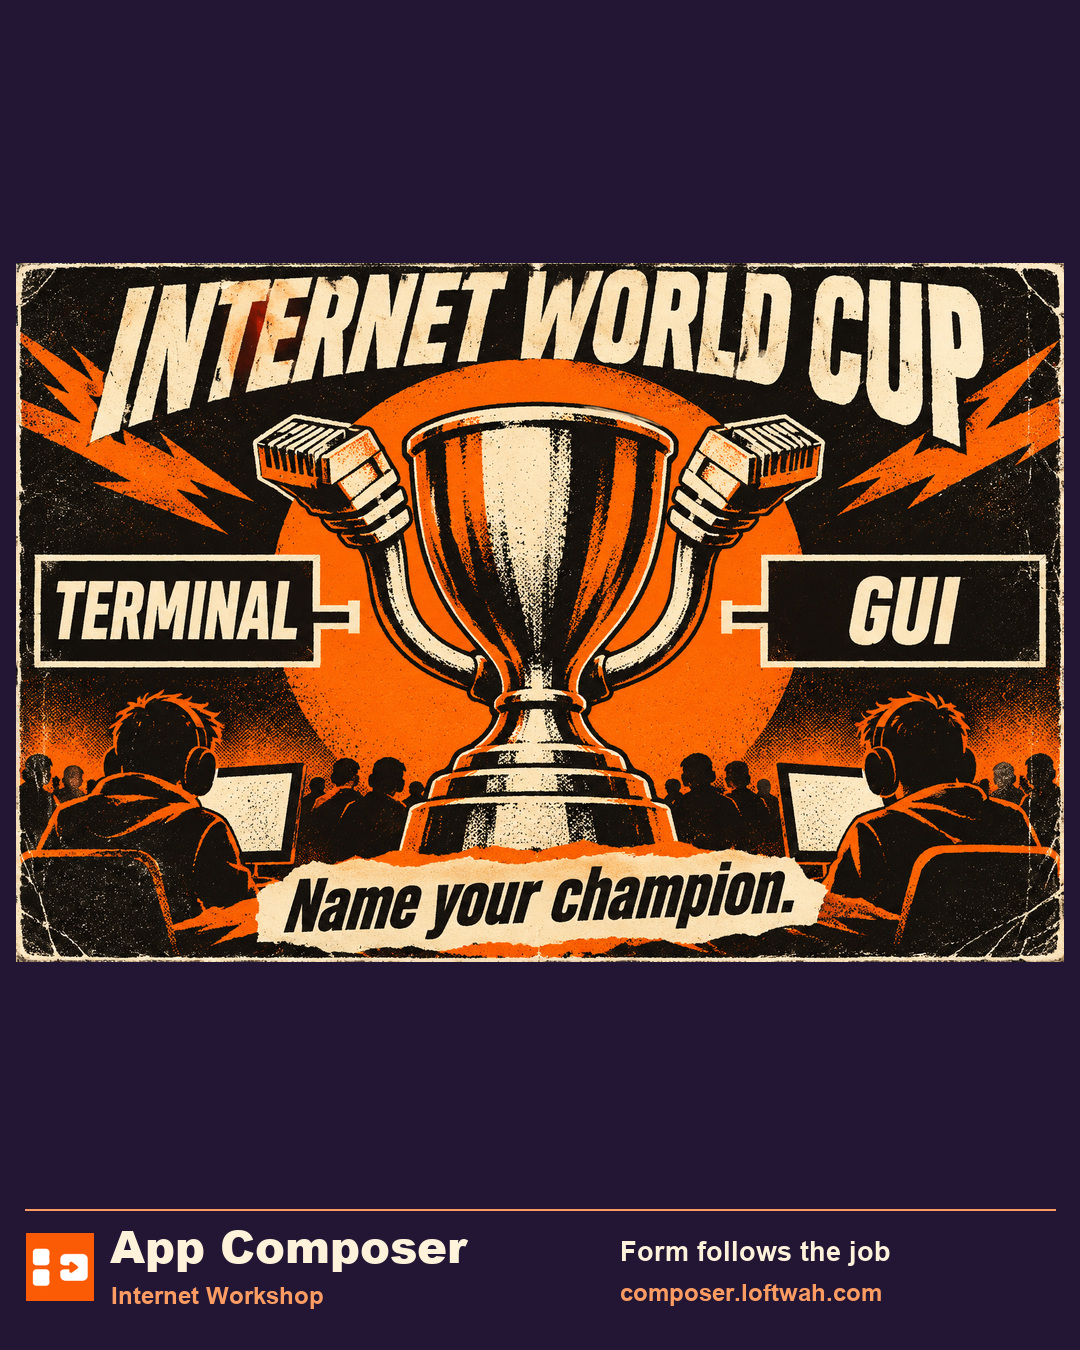 INTERNET WORLD CUP
TERMINAL
GUI
Name your champion.
App Composer
Internet Workshop
Form follows the job
composer.loftwah.com